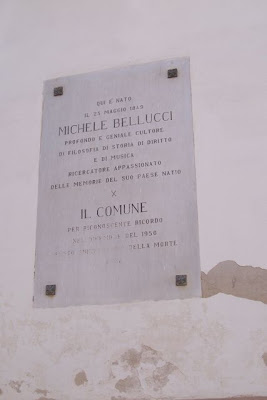 QUI È NATO
IL 25 MAGGIO 1849
MICHELE BELLUCCI
PROFONDO E GENIALE CULTORE
DI FILOSOFIA DI STORIA DI DIRITTO
E DI MUSICA
RICERCATORE APPASSIONATO
DELLE MEMORIE DEL SUO PAESE NATIO
X
IL COMUNE
PER RICONOSCENTE RICORDO
DEL 1950
DELLA MORTE